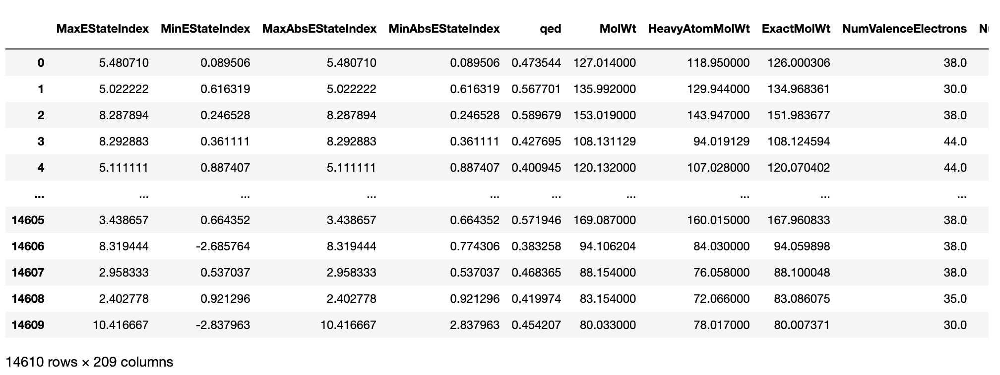 MaxEStateIndex MinEStateIndex MaxAbsEStateIndex MinAbsEStateIndex qed MolWt HeavyAtomMolWt ExactMolWt NumValenceElectrons
0 5.480710 0.089506 5.480710 0.089506 0.473544 127.014000 118.950000 126.000306 38.0
1 5.022222 0.616319 5.022222 0.616319 0.567701 135.992000 129.944000 134.968361 30.0
2 8.287894 0.246528 8.287894 0.246528 0.589679 153.019000 143.947000 151.983677 38.0
3 8.292883 0.361111 8.292883 0.361111 0.427695 108.131129 94.019129 108.124594 44.0
4 5.111111 0.887407 5.111111 0.887407 0.400945 120.132000 107.028000 120.070402 44.0
... ... ... ... ... ... ... ... ... ...
14605 3.438657 0.664352 3.438657 0.664352 0.571946 169.087000 160.015000 167.960833 38.0
14606 8.319444 -2.685764 8.319444 0.774306 0.383258 94.106204 84.030000 94.059898 38.0
14607 2.958333 0.537037 2.958333 0.537037 0.468365 88.154000 76.058000 88.100048 38.0
14608 2.402778 0.921296 2.402778 0.921296 0.419974 83.154000 72.066000 83.086075 35.0
14609 10.416667 -2.837963 10.416667 2.837963 0.454207 80.033000 78.017000 80.007371 30.0
14610 rows × 209 columns